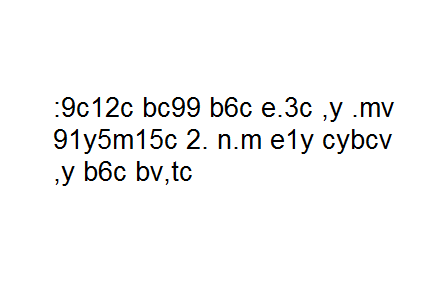 :9c12c bc99 b6c e.3c ,y .mv
91y5m15c 2. n.m e1y cybcv
,y b6c bv,tc